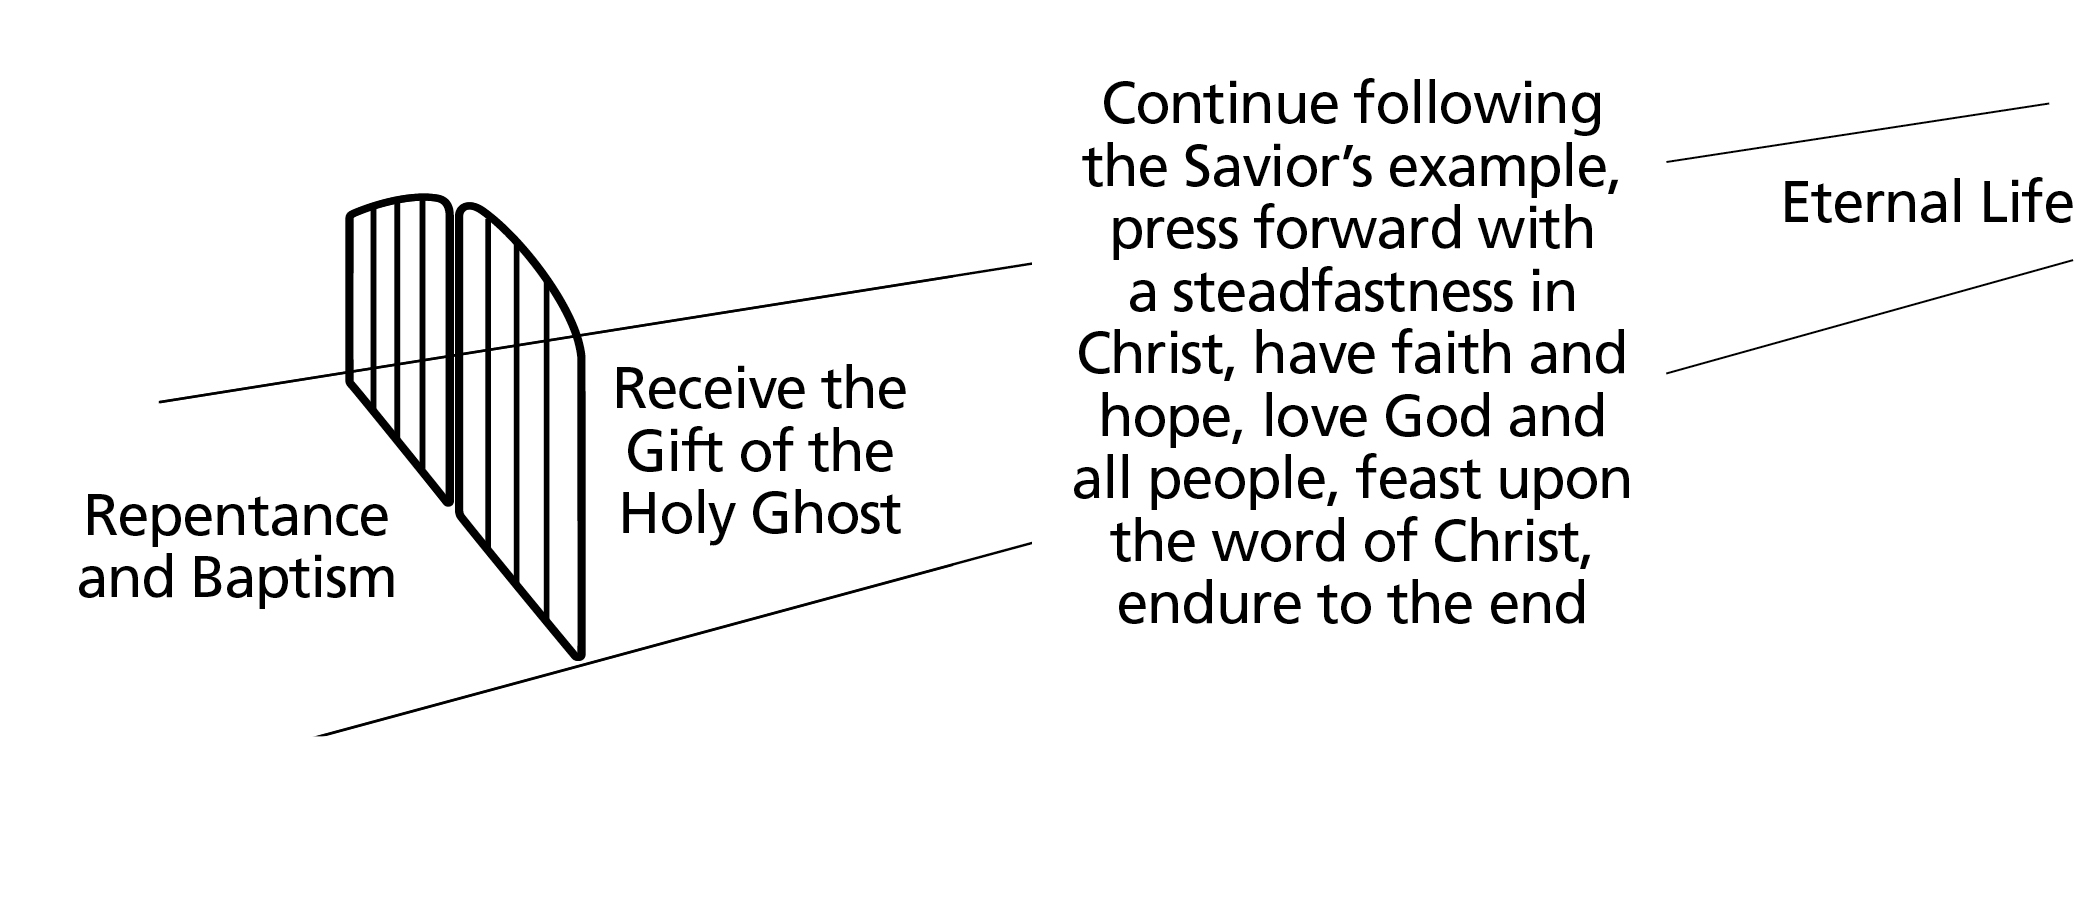 Repentance
and Baptism
Receive the
Gift of the
Holy Ghost
Continue following
the Savior’s example,
press forward with
a steadfastness in
Christ, have faith and
hope, love God and
all people, feast upon
the word of Christ,
endure to the end
Eternal Life